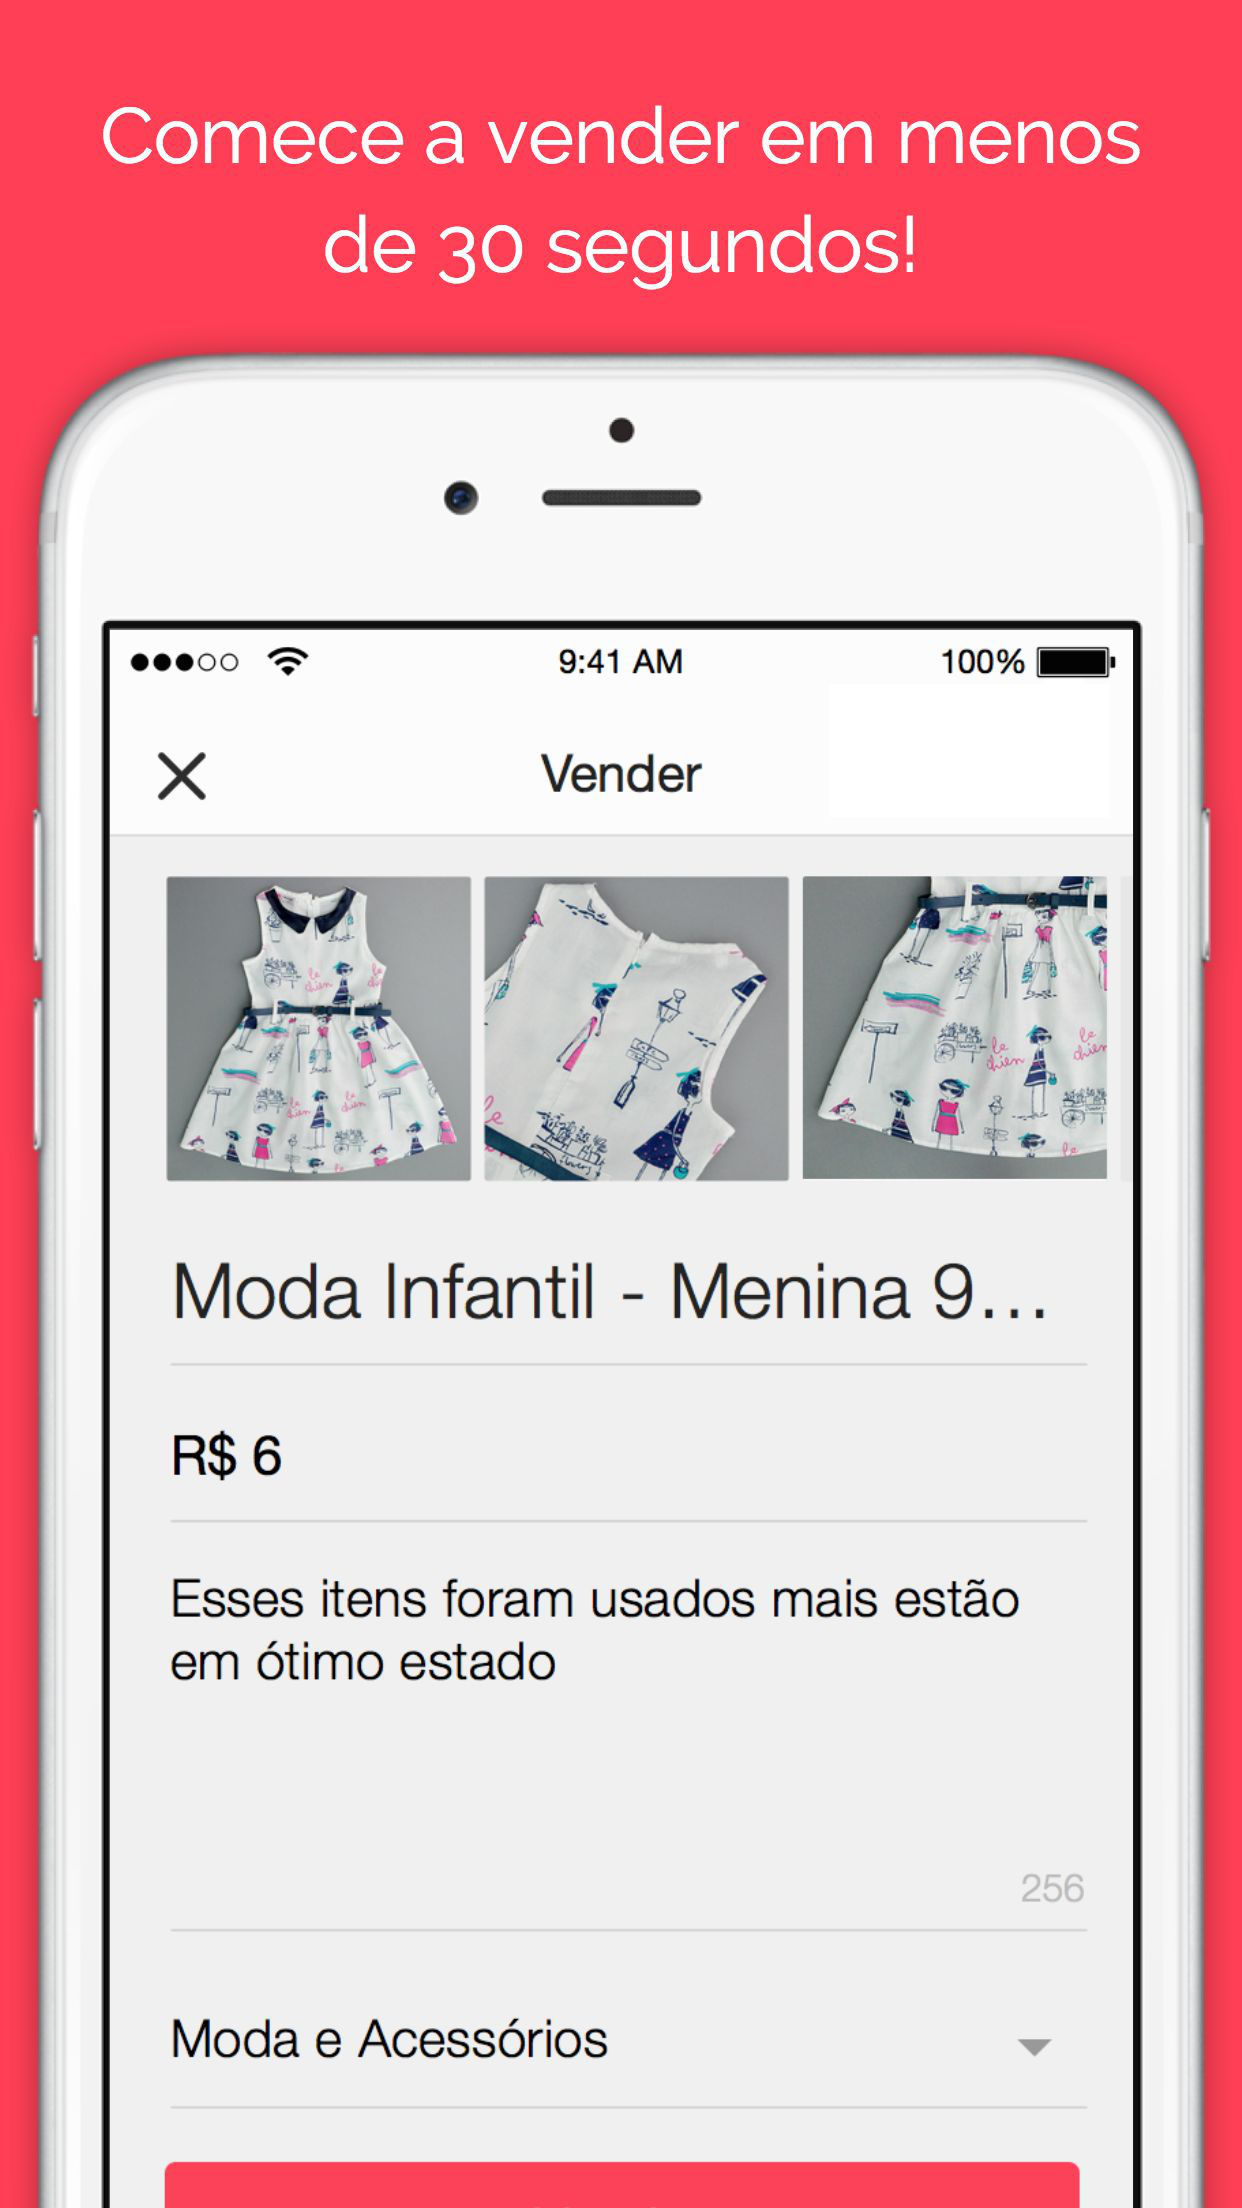 Comece a vender em menos
de 30 segundos!
9:41 AM
100%
Vender
Moda Infantil - Menina 9...
R$ 6
Esses itens foram usados mais estão
em ótimo estado
256
Moda e Acessórios